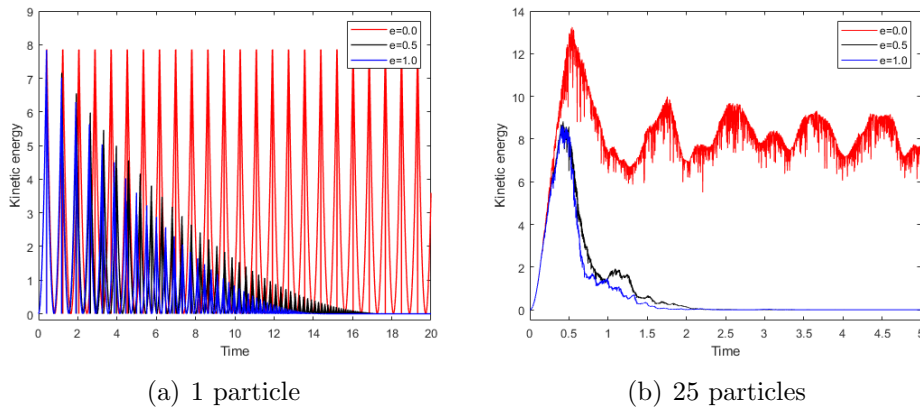 9
8
7
6
5
4
3
2
1
0
Kinetic energy
0 2 4 6 8 10 12 14 16 18 20
Time
e=0.0
e=0.5
e=1.0
(a) 1 particle
14
12
10
8
6
4
2
0
Kinetic energy
0 0.5 1 1.5 2 2.5 3 3.5 4 4.5 5
Time
e=0.0
e=0.5
e=1.0
(b) 25 particles